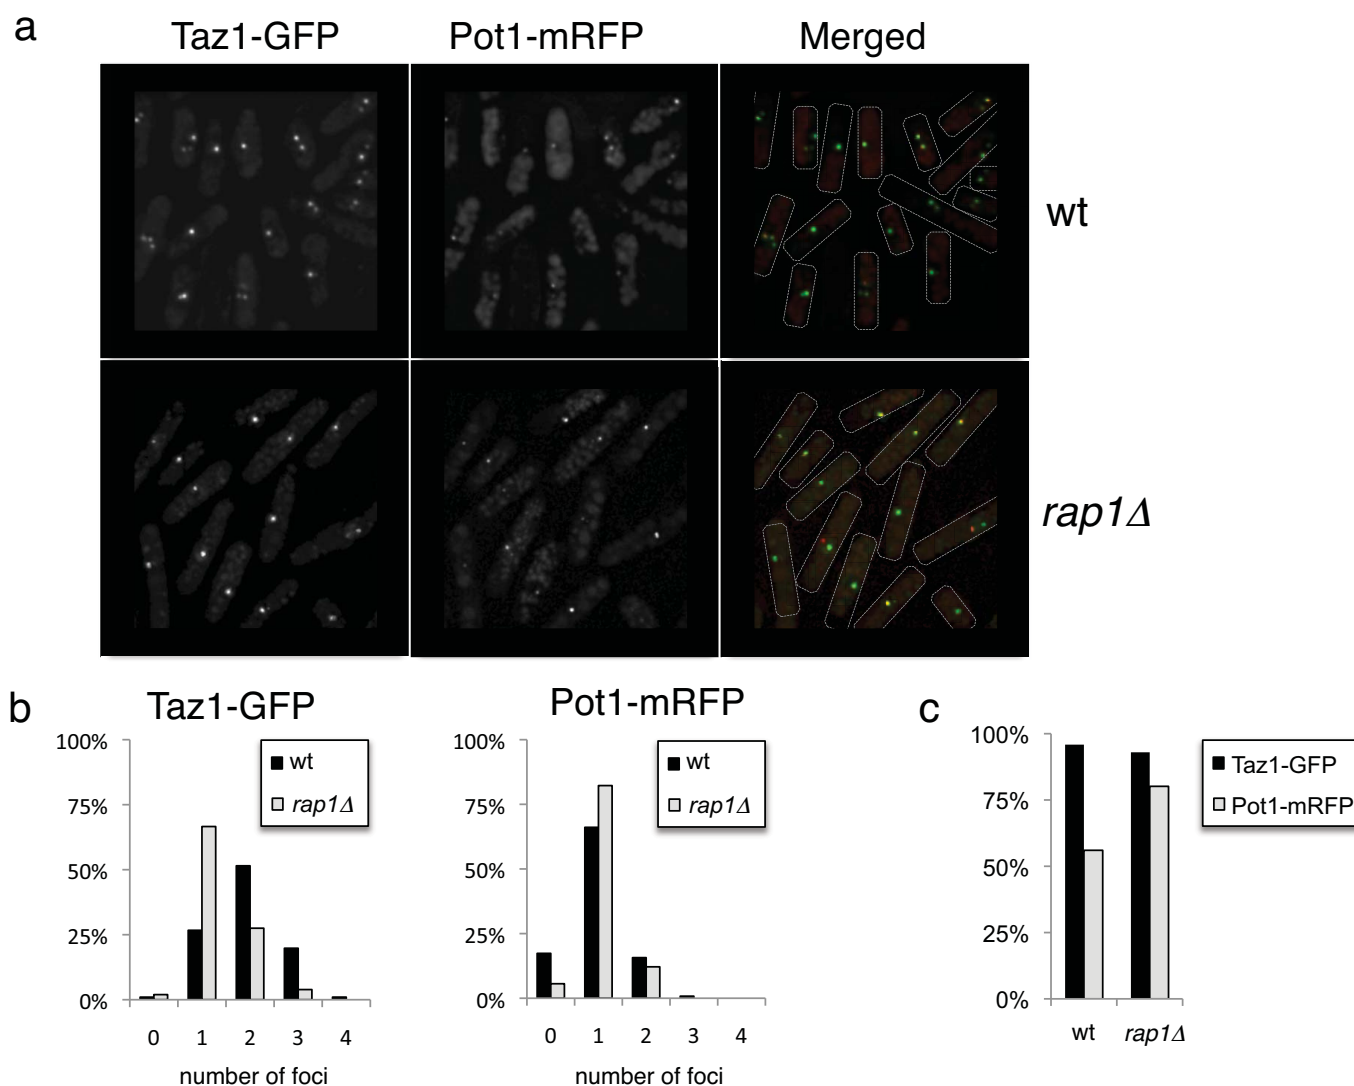 a
Taz1-GFP Pot1-mRFP Merged
wt
rap1Δ
b
Taz1-GFP
100%
75%
50%
25%
0%
wt
rap1Δ
0 1 2 3 4
number of foci
Pot1-mRFP
100%
75%
50%
25%
0%
wt
rap1Δ
0 1 2 3 4
number of foci
c
100%
75%
50%
25%
0%
Taz1-GFP
Pot1-mRFP
wt rap1Δ